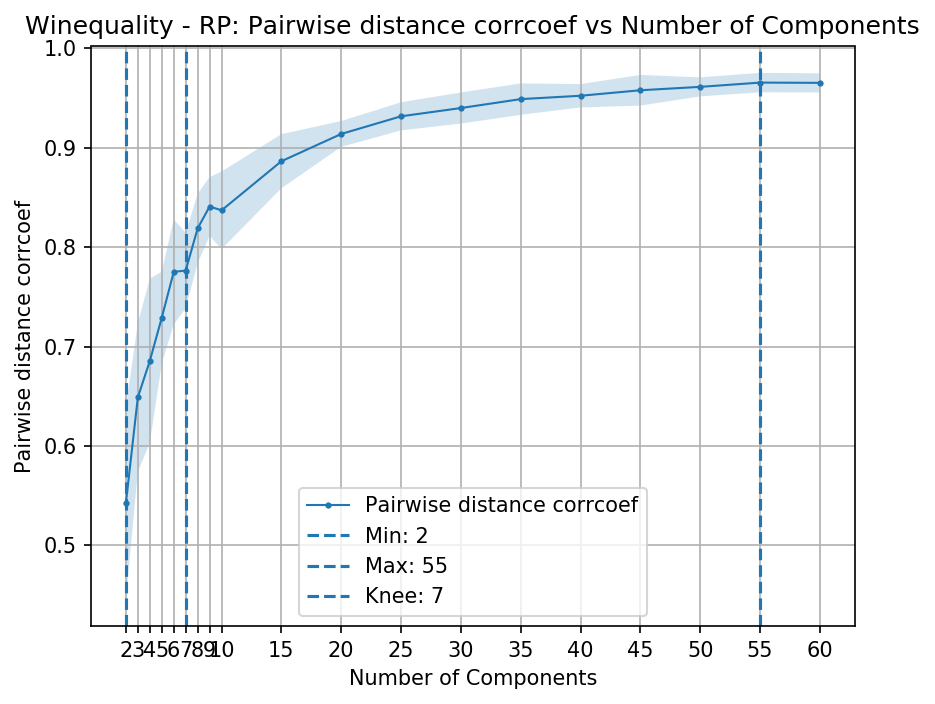 Winequality - RP: Pairwise distance corrcoef vs Number of Components
1.0
0.9
0.8
0.7
0.6
0.5
Pairwise distance corrcoef
Pairwise distance corrcoef
Min: 2
Max: 55
Knee: 7
2 3 4 5 6 7 8 9 10 15 20 25 30 35 40 45 50 55 60
Number of Components